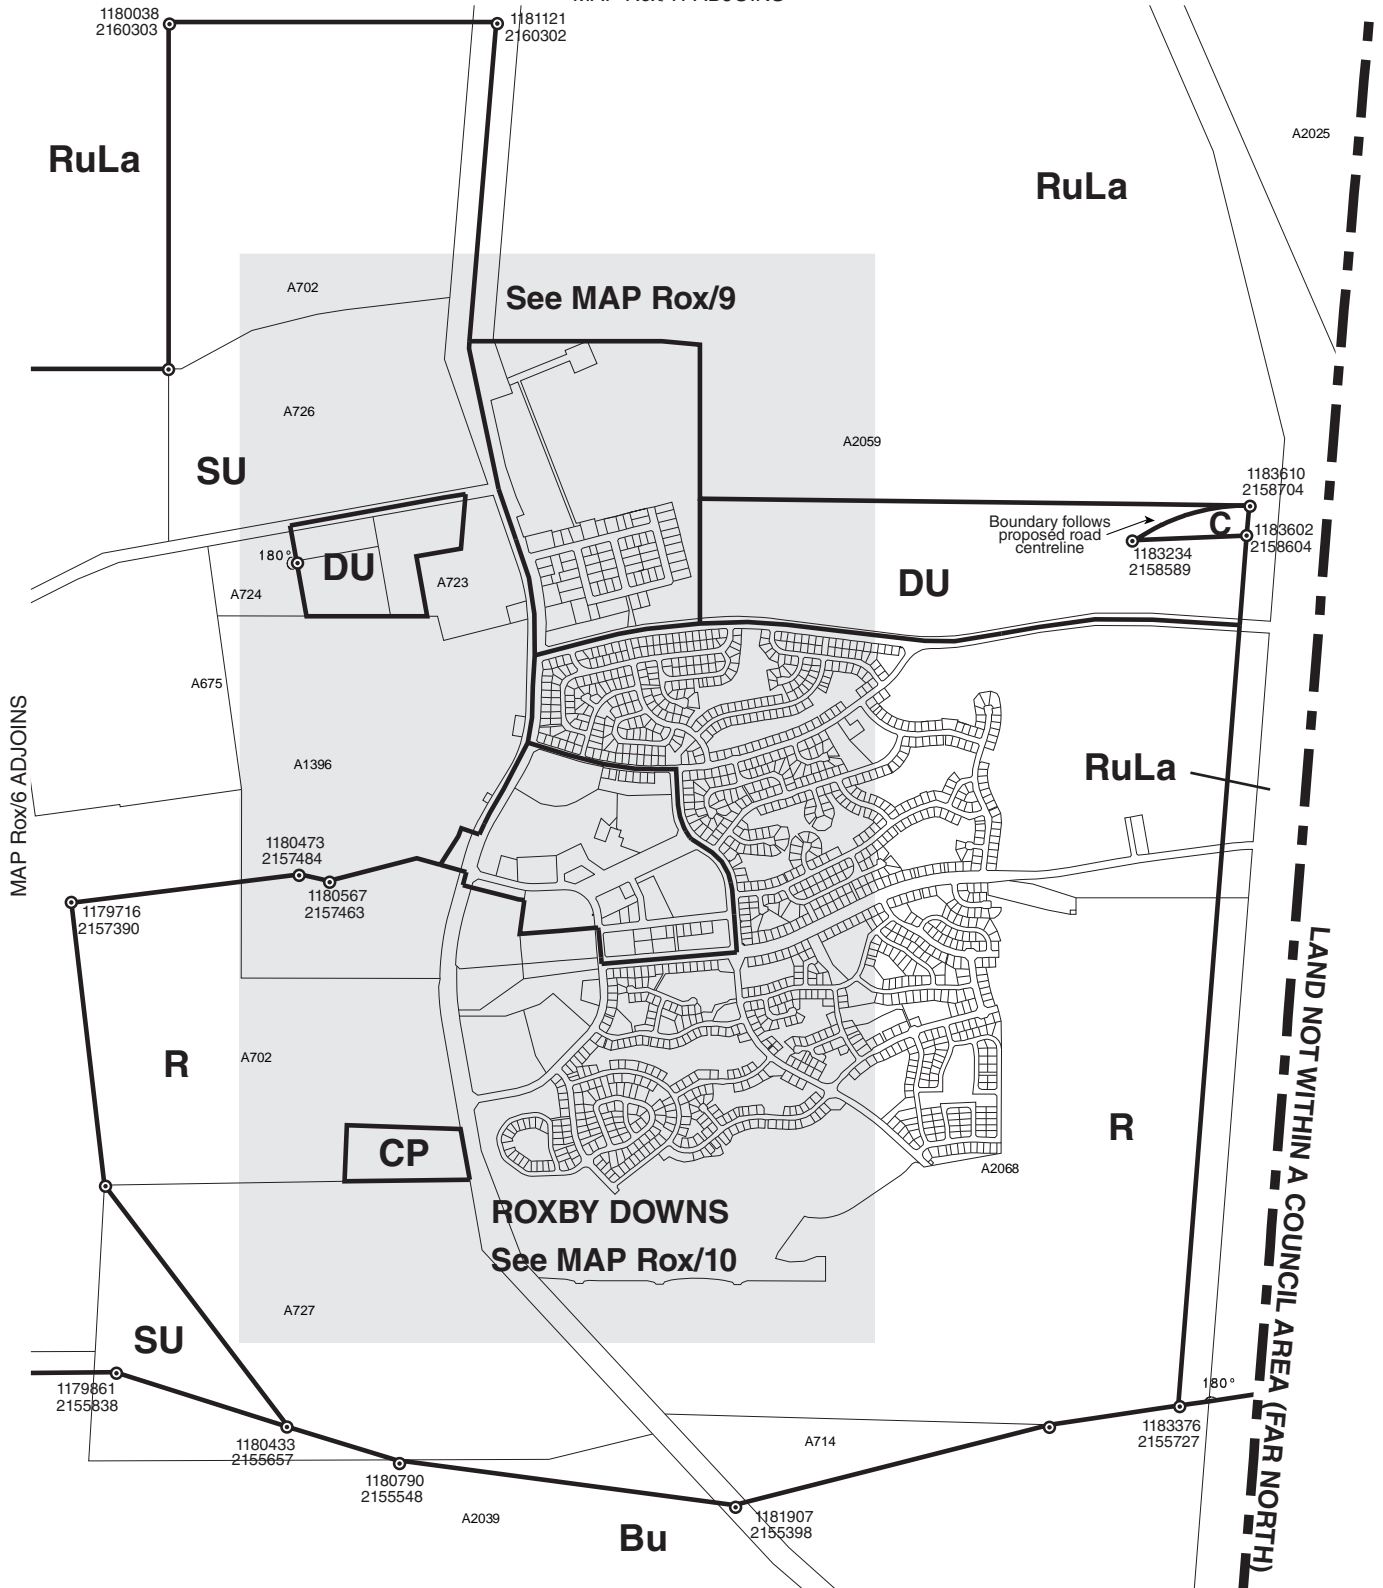 1180038
2160303
1181121
2160302
A2025
RuLa
RuLa
A702
See MAP Rox/9
A726
A2059
SU
1183610
2158704
Boundary follows
proposed road
centreline
C
1183602
2158604
1183234
2158589
180°
DU
A723
DU
A724
A675
MAP Rox/6 ADJOINS
A1396
RuLa
1180473
2157484
1180567
2157463
1179716
2157390
LAND NOT WITHIN A COUNCIL AREA (FAR NORTH)
R
A702
R
CP
A2068
ROXBY DOWNS
See MAP Rox/10
A727
SU
1179861
2155838
180°
1183376
2155727
1180433
2155657
A714
1180790
2155548
A2039
Bu
1181907
2155398